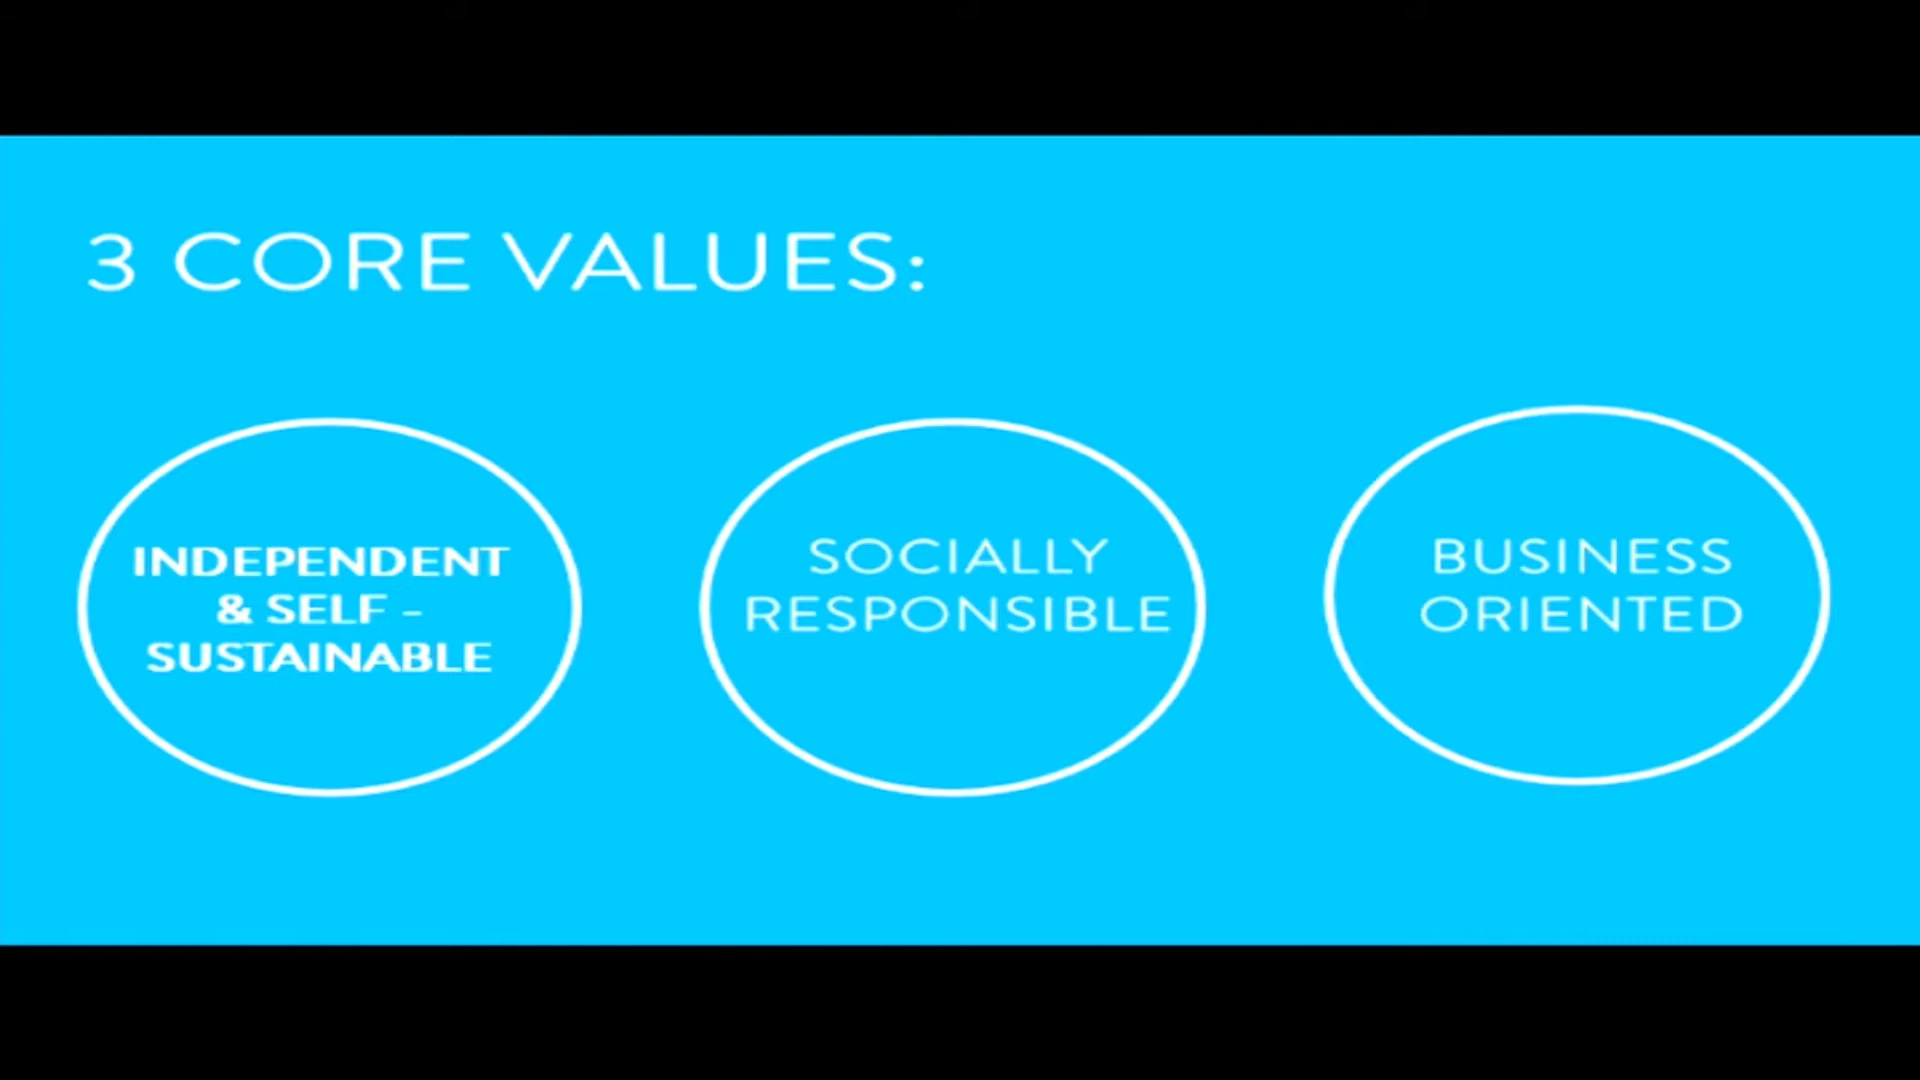 3 CORE VALUES:
INDEPENDENT
& SELF -
SUSTAINABLE
SOCIALLY
RESPONSIBLE
BUSINESS
ORIENTED